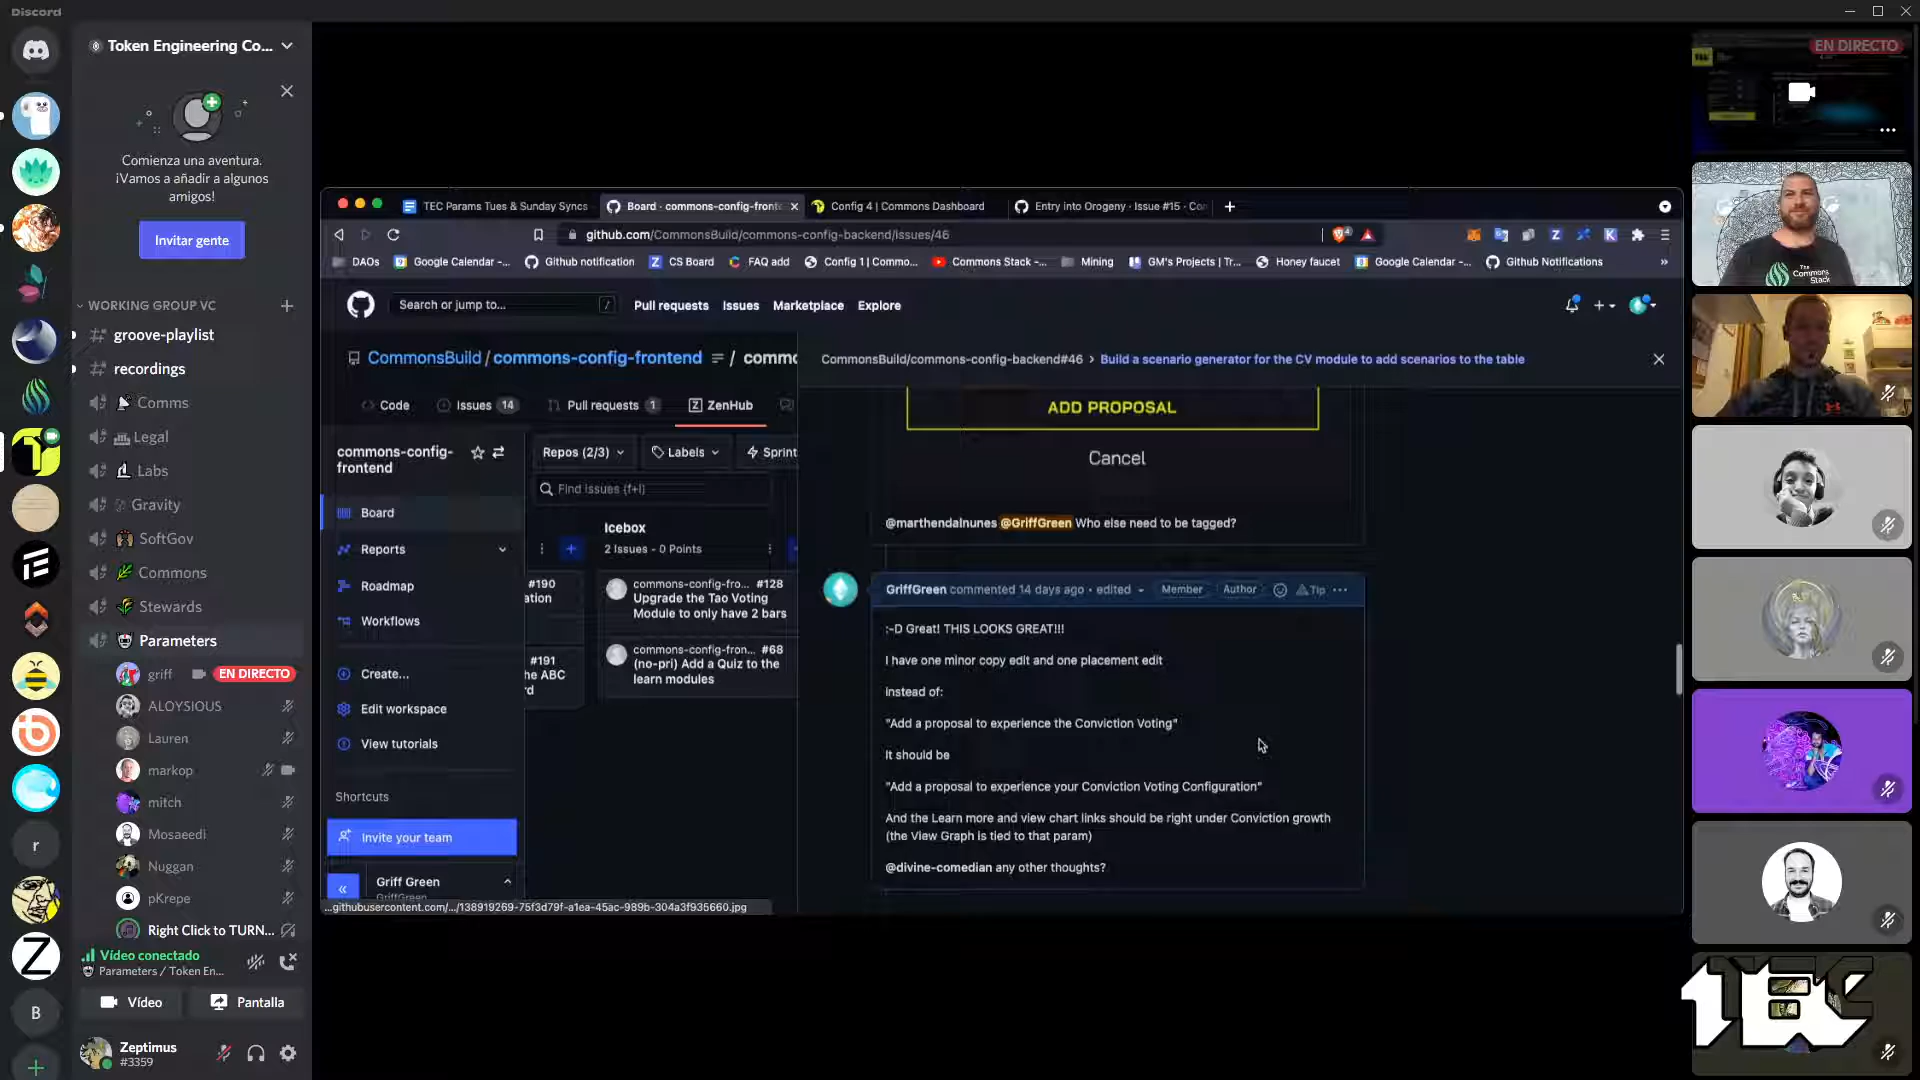 Discord
Token Engineering Co...
Comienza una aventura.
¡Vamos a añadir a algunos
amigos!
Invitar gente
WORKING GROUP VC
groove-playlist
recordings
Comms
Legal
Labs
Gravity
SoftGov
Commons
Stewards
Parameters
griff
EN DIRECTO
ALOYSIOUS
Lauren
markop
mitch
Mosaeedi
Nuggan
pKrepe
Right Click to TURN...
Vídeo conectado
Parameters / Token En...
Vídeo
Pantalla
Zeptimus
#3359
r
B
TEC Params Tues & Sunday Syncs
Board · commons-config-fronte
Config 4 | Commons Dashboard
Entry into Orogeny · Issue #15 · Co
github.com/CommonsBuild/commons-config-backend/issues/46
DAOs
Google Calendar -...
Github notification
CS Board
FAQ add
Config 1 | Commo...
Commons Stack -...
Mining
GM's Projects | Tr...
Honey faucet
Google Calendar -...
Github Notifications
Search or jump to...
/
Pull requests
Issues
Marketplace
Explore
CommonsBuild / commons-config-frontend / commo
Code
Issues 14
Pull requests 1
ZenHub
commons-config-
frontend
Repos (2/3)
Labels
Sprint
Find issues (f+i)
Board
Reports
Roadmap
Workflows
Create...
Edit workspace
View tutorials
Shortcuts
Invite your team
Griff Green
GriffGreen
Icebox
2 Issues - 0 Points
#190
ation
#191
he ABC
rd
commons-config-fro... #128
Upgrade the Tao Voting
Module to only have 2 bars
commons-config-fron... #68
(no-pri) Add a Quiz to the
learn modules
...githubusercontent.com/.../138919269-75f3d79f-a1ea-45ac-989b-304a3f935660.jpg
CommonsBuild/commons-config-backend#46 > Build a scenario generator for the CV module to add scenarios to the table
ADD PROPOSAL
Cancel
@marthendalnunes @GriffGreen Who else need to be tagged?
GriffGreen commented 14 days ago • edited
Member
Author
Tip
:-D Great! THIS LOOKS GREAT!!!
I have one minor copy edit and one placement edit
instead of:
"Add a proposal to experience the Conviction Voting"
It should be
"Add a proposal to experience your Conviction Voting Configuration"
And the Learn more and view chart links should be right under Conviction growth
(the View Graph is tied to that param)
@divine-comedian any other thoughts?
EN DIRECTO
The
Commons
Stack
TEC